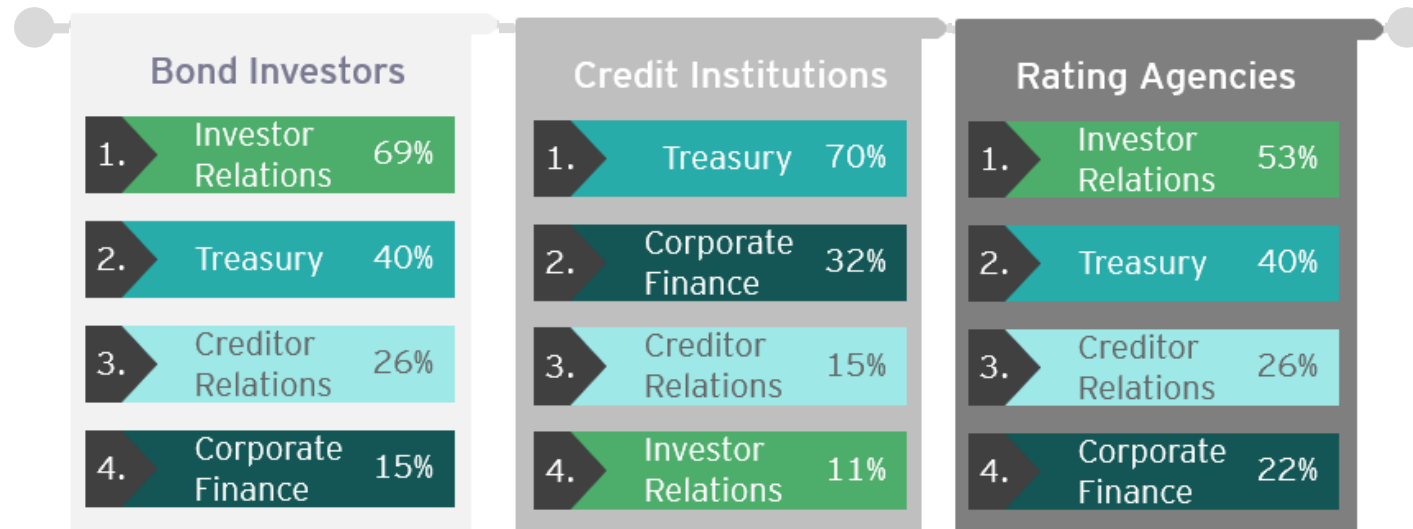 Bond Investors
1.
Investor
Relations
69%
2.
Treasury
40%
3.
Creditor
Relations
26%
4.
Corporate
Finance
15%
Credit Institutions
1.
Treasury
70%
2.
Corporate
Finance
32%
3.
Creditor
Relations
15%
4.
Investor
Relations
11%
Rating Agencies
1.
Investor
Relations
53%
2.
Treasury
40%
3.
Creditor
Relations
26%
4.
Corporate
Finance
22%